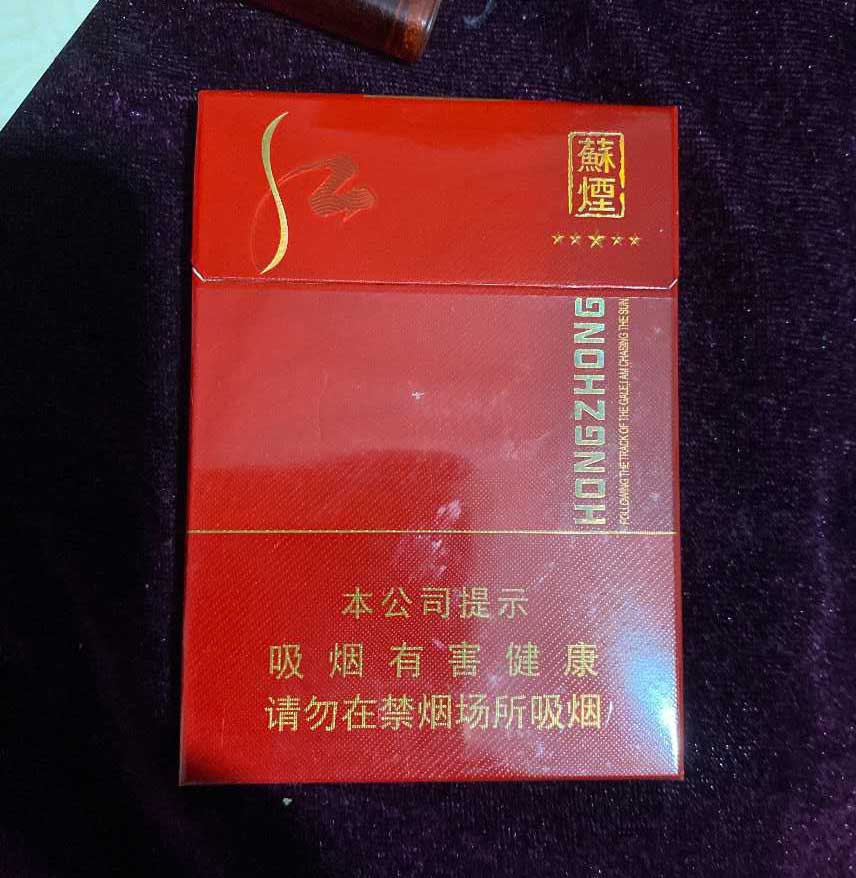 蘇
煙
HONGZHONG
FOLLOWING THE TRACK OF THE GALE,I AM CHASING THE SUN
本公司提示
吸烟有害健康
请勿在禁烟场所吸烟